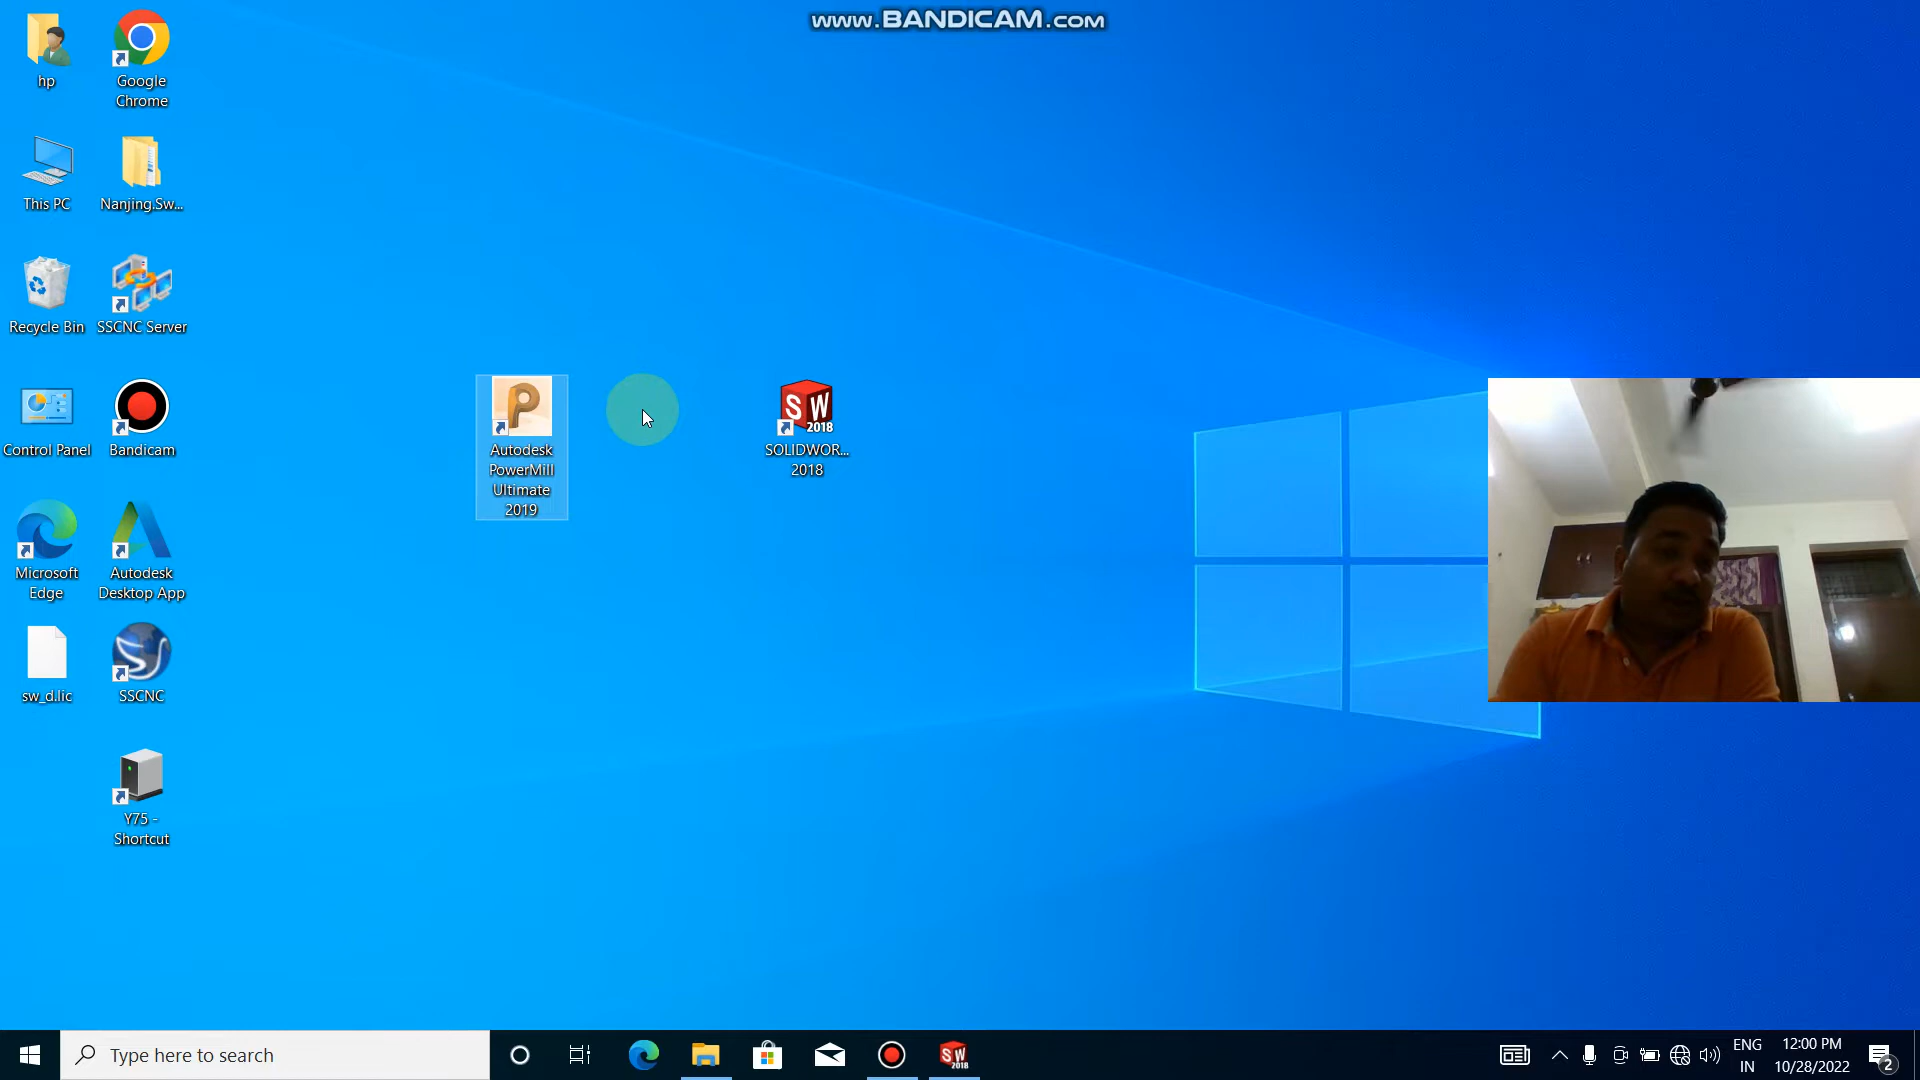 www.BANDICAM.com
hp
Google
Chrome
This PC
Nanjing.Sw...
Recycle Bin
SSCNC Server
Control Panel
Bandicam
Autodesk
PowerMill
Ultimate
2019
SW
2018
SOLIDWOR...
2018
Microsoft
Edge
Autodesk
Desktop App
sw_d.lic
SSCNC
Y75 -
Shortcut
Type here to search
SW
2018
ENG
IN
12:00 PM
10/28/2022
2